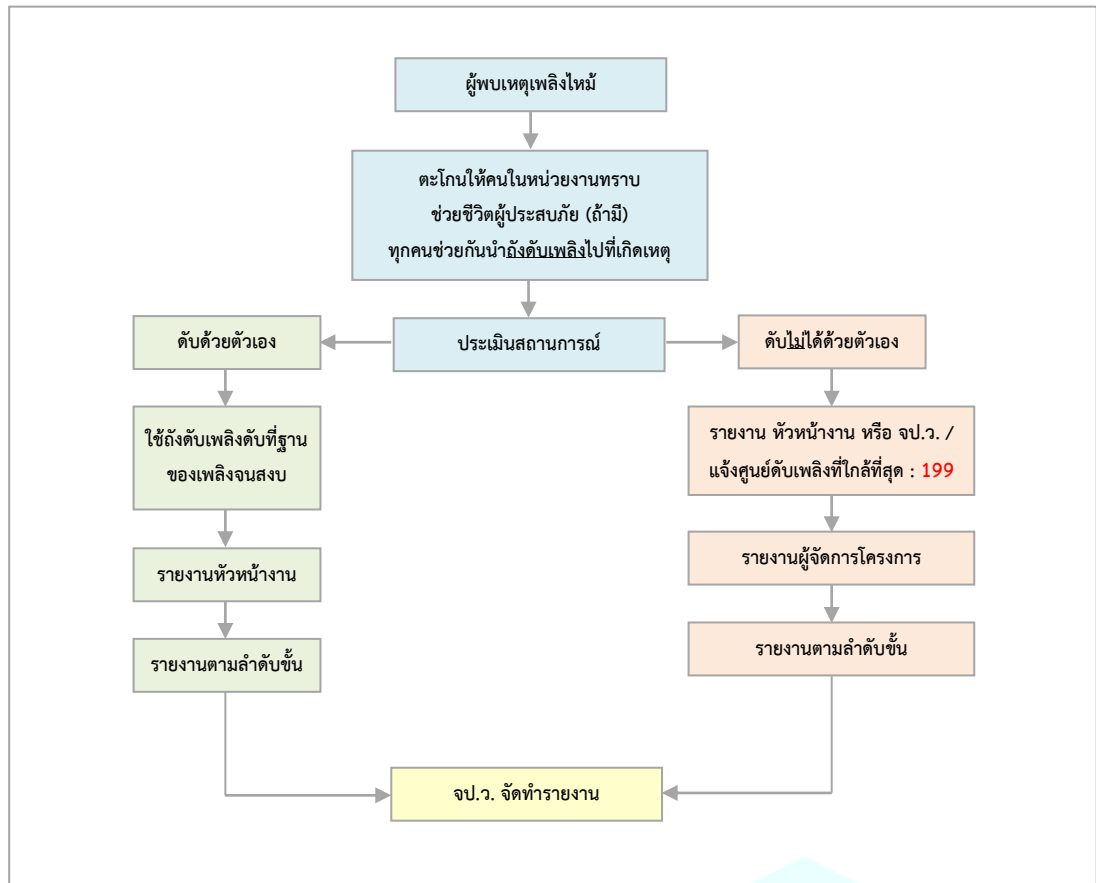 ผู้พบเหตุเพลิงไหม้
ตะโกนให้คนในหน่วยงานทราบ
ช่วยชีวิตผู้ประสบภัย (ถ้ามี)
ทุกคนช่วยกันนำถังดับเพลิงไปที่เกิดเหตุ
ดับด้วยตัวเอง
ประเมินสถานการณ์
ดับไม่ได้ด้วยตัวเอง
ใช้ถังดับเพลิงดับที่ฐาน
ของเพลิงจนสงบ
รายงาน หัวหน้างาน หรือ จป.ว. /
แจ้งศูนย์ดับเพลิงที่ใกล้ที่สุด : 199
รายงานหัวหน้างาน
รายงานผู้จัดการโครงการ
รายงานตามลำดับขั้น
รายงานตามลำดับขั้น
จป.ว. จัดทำรายงาน